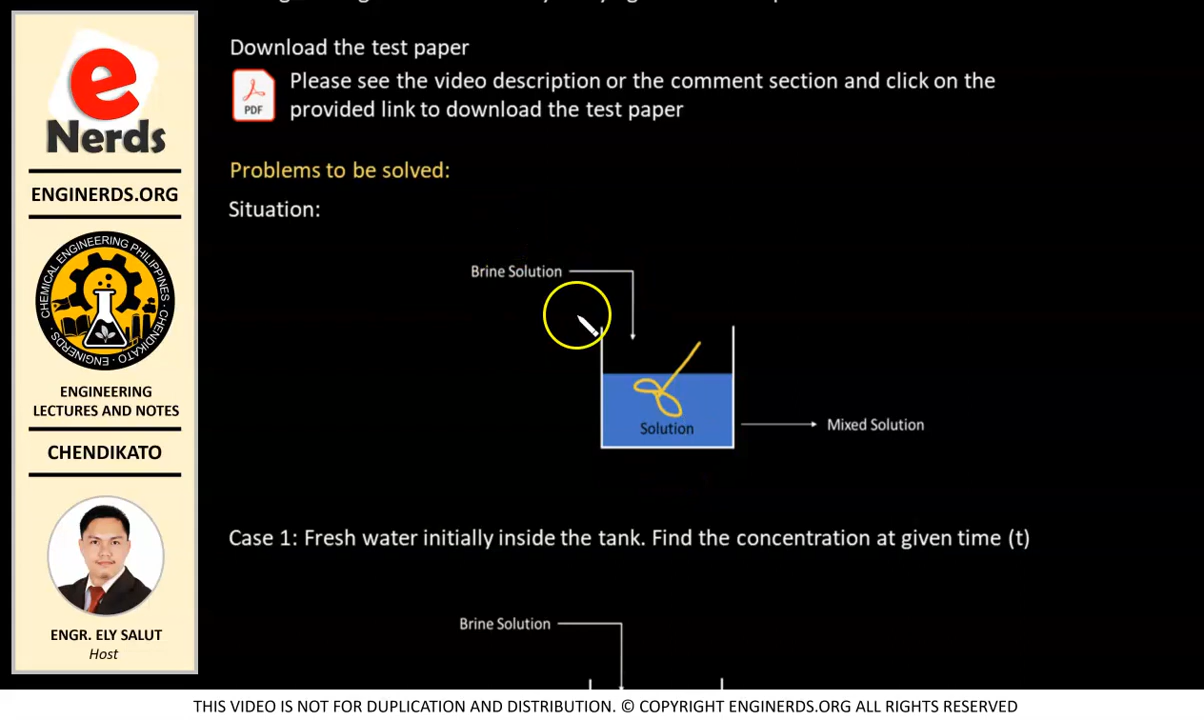 e
Nerds
ENGINERDS.ORG
CHEMICAL ENGINEERING PHILIPPINES
CHENDIKATO · ENGINERDS
ENGINEERING
LECTURES AND NOTES
CHENDIKATO
ENGR. ELY SALUT
Host
Download the test paper
PDF
Please see the video description or the comment section and click on the
provided link to download the test paper
Problems to be solved:
Situation:
Brine Solution
Solution
Mixed Solution
Case 1: Fresh water initially inside the tank. Find the concentration at given time (t)
Brine Solution
THIS VIDEO IS NOT FOR DUPLICATION AND DISTRIBUTION. © COPYRIGHT ENGINERDS.ORG ALL RIGHTS RESERVED